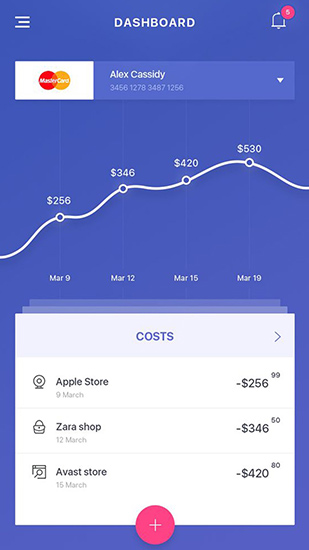 DASHBOARD
5
MasterCard
Alex Cassidy
3456 1278 3487 1256
$530
$420
$346
$256
Mar 9 Mar 12 Mar 15 Mar 19
COSTS
Apple Store -$256 99
9 March
Zara shop -$346 50
12 March
Avast store -$420 80
15 March